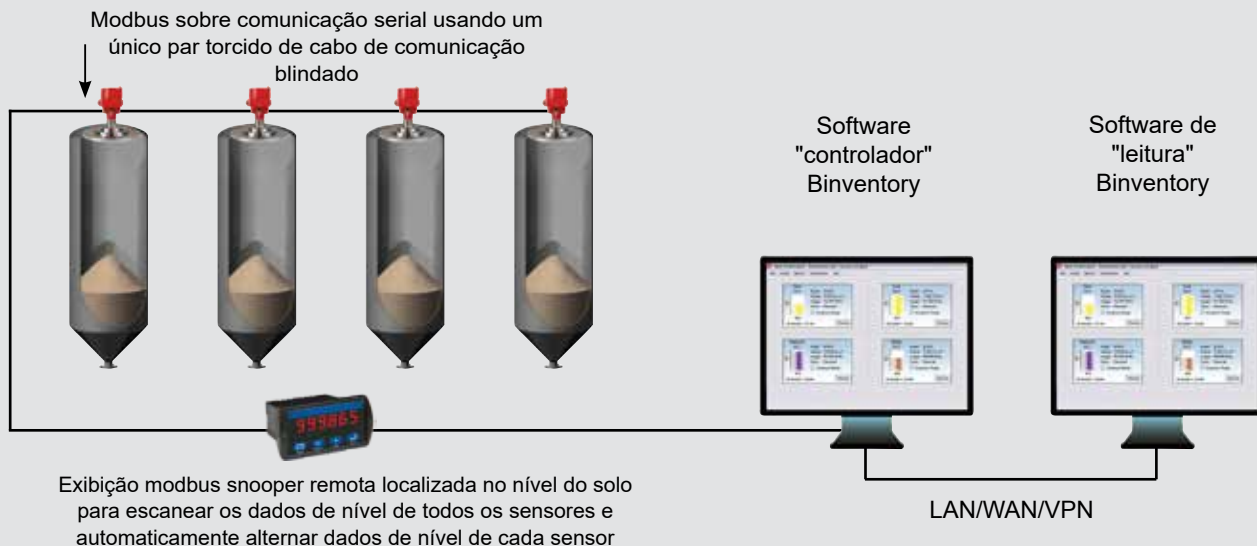 Modbus sobre comunicação serial usando um
único par torcido de cabo de comunicação
blindado
Software
"controlador"
Binventory
Software de
"leitura"
Binventory
999865
Exibição modbus snooper remota localizada no nível do solo
para escanear os dados de nível de todos os sensores e
automaticamente alternar dados de nível de cada sensor
LAN/WAN/VPN